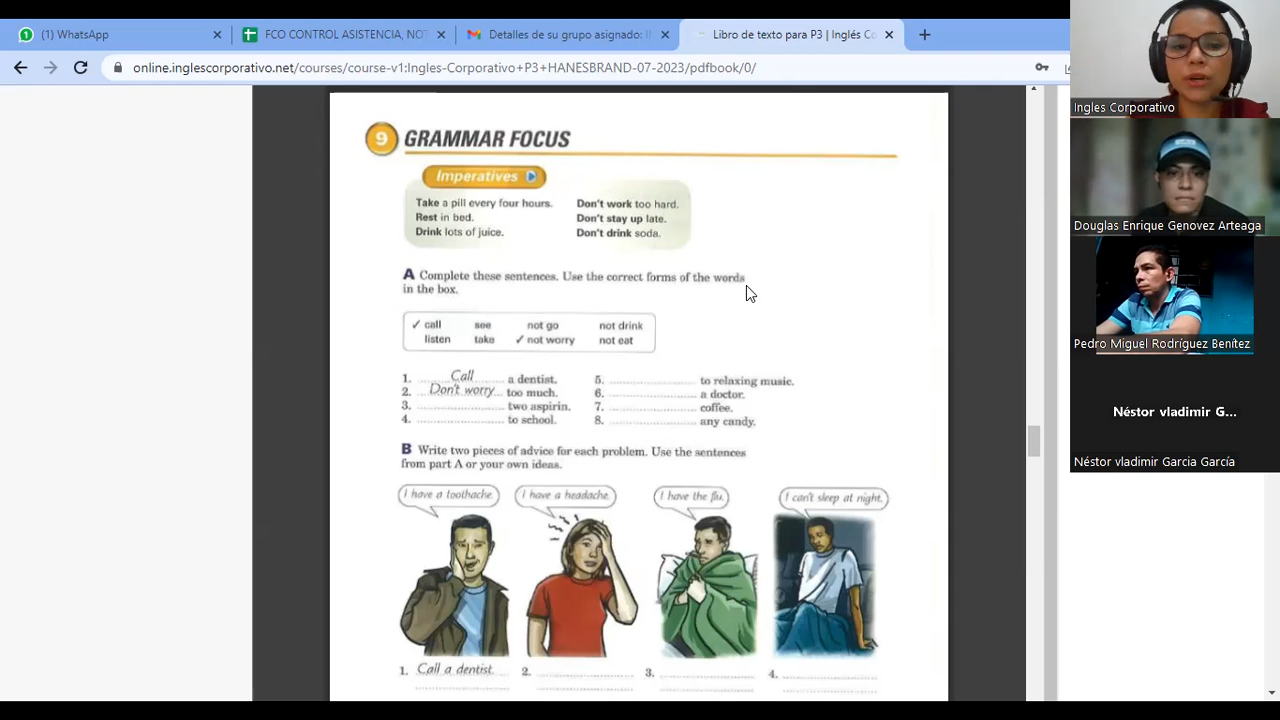 (1) WhatsApp
FCO CONTROL ASISTENCIA, NOT
Detalles de su grupo asignado: II
Libro de texto para P3 | Inglés Co
online.inglescorporativo.net/courses/course-v1:Ingles-Corporativo+P3+HANESBRAND-07-2023/pdfbook/0/
9 GRAMMAR FOCUS
Imperatives
Take a pill every four hours.
Rest in bed.
Drink lots of juice.
Don't work too hard.
Don't stay up late.
Don't drink soda.
A Complete these sentences. Use the correct forms of the words
in the box.
✓ call see not go not drink
listen take ✓ not worry not eat
1. Call a dentist.
2. Don't worry too much.
3. two aspirin.
4. to school.
5. to relaxing music.
6. a doctor.
7. coffee.
8. any candy.
B Write two pieces of advice for each problem. Use the sentences
from part A or your own ideas.
I have a toothache.
I have a headache.
I have the flu.
I can't sleep at night.
1. Call a dentist. 2. 3. 4.
Ingles Corporativo
Douglas Enrique Genovez Arteaga
Pedro Miguel Rodríguez Benítez
Néstor vladimir G...
Néstor vladimir Garcia García